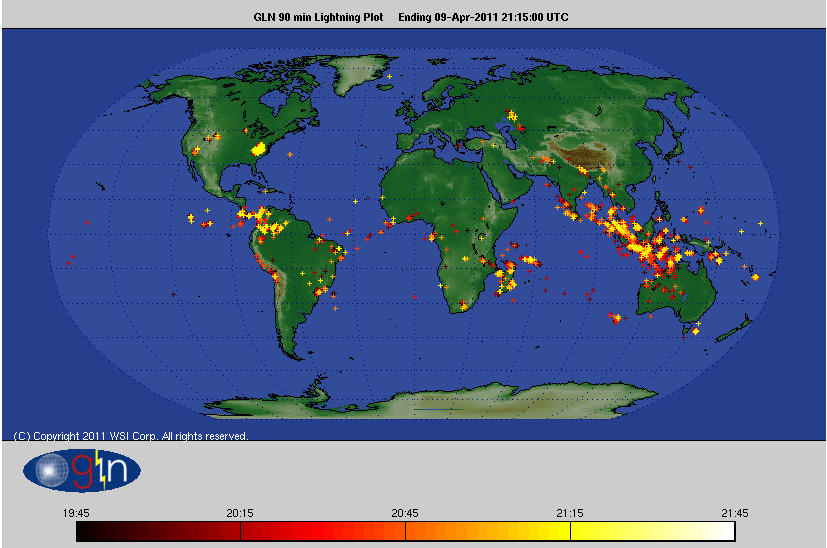 GLN 90 min Lightning Plot Ending 09-Apr-2011 21:15:00 UTC
(C) Copyright 2011 WSI Corp. All rights reserved.
gln
19:45 20:15 20:45 21:15 21:45